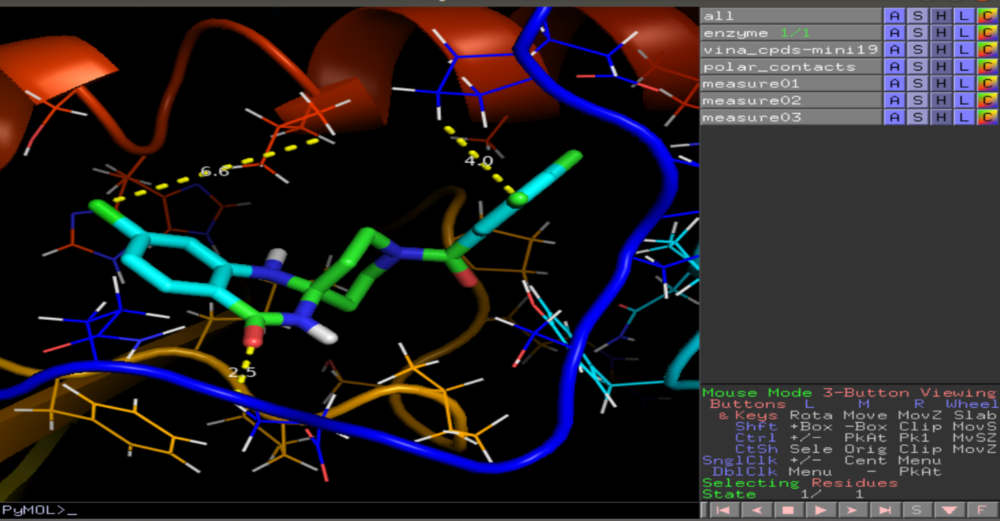 all A S H L C
enzyme 1/1 A S H L C
vina_cpds-mini19 A S H L C
polar_contacts A S H L C
measure01 A S H L C
measure02 A S H L C
measure03 A S H L C
4.0
6.6
2.5
Mouse Mode 3-Button Viewing
Buttons L M R Wheel
& Keys Rota Move MovZ Slab
Shft +Box -Box Clip MovS
Ctrl +/- PkAt Pk1 MvSZ
CtSh Sele Orig Clip MovZ
SnglClk +/- Cent Menu
DblClk Menu - PkAt
Selecting Residues
State 1/ 1
PyMOL>_
S F